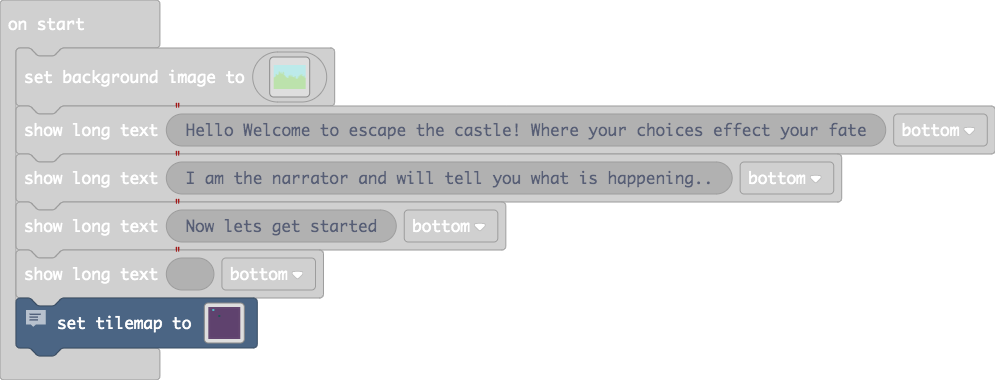 on start
set background image to
show long text Hello Welcome to escape the castle! Where your choices effect your fate bottom
show long text I am the narrator and will tell you what is happening.. bottom
show long text Now lets get started bottom
show long text bottom
set tilemap to